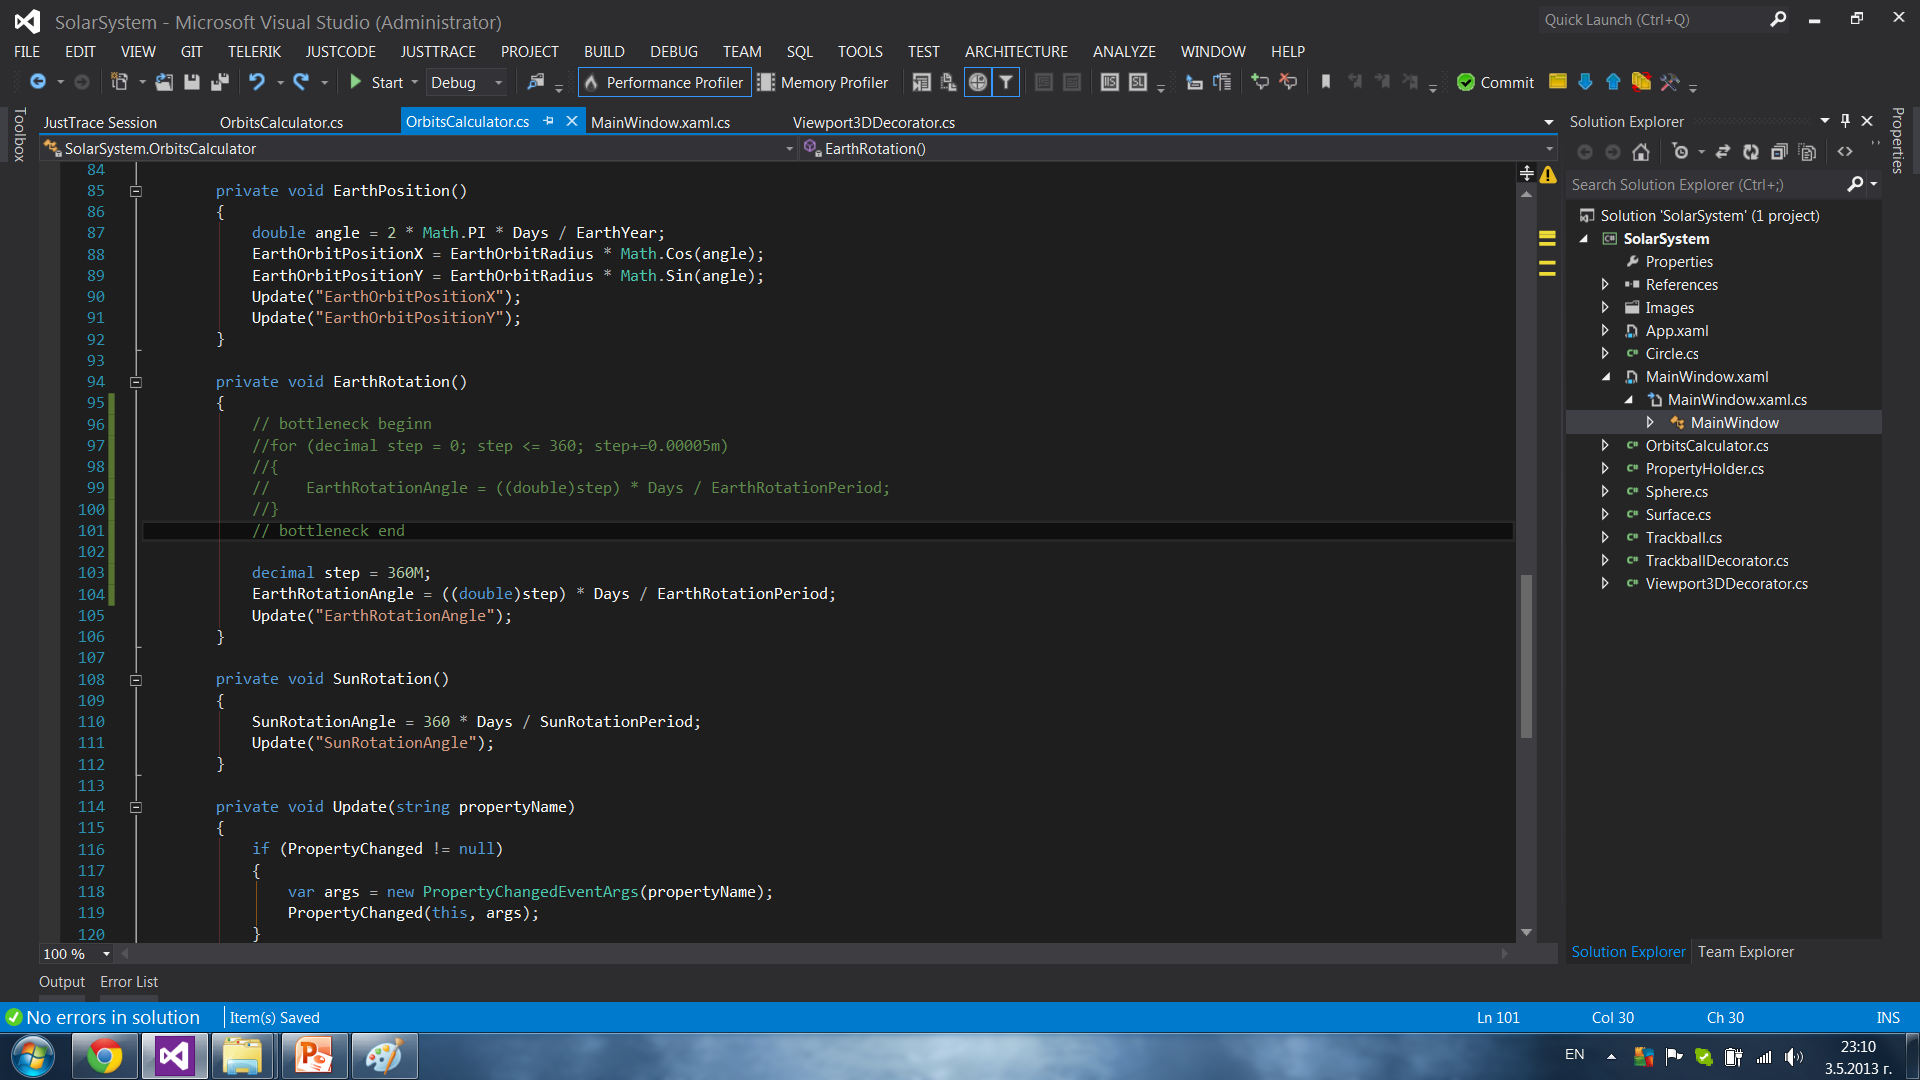 SolarSystem - Microsoft Visual Studio (Administrator)
Quick Launch (Ctrl+Q)
FILE EDIT VIEW GIT TELERIK JUSTCODE JUSTTRACE PROJECT BUILD DEBUG TEAM SQL TOOLS TEST ARCHITECTURE ANALYZE WINDOW HELP
Start Debug Performance Profiler Memory Profiler Commit
Toolbox
JustTrace Session OrbitsCalculator.cs OrbitsCalculator.cs MainWindow.xaml.cs Viewport3DDecorator.cs
SolarSystem.OrbitsCalculator EarthRotation()
84
85 private void EarthPosition()
86 {
87 double angle = 2 * Math.PI * Days / EarthYear;
88 EarthOrbitPositionX = EarthOrbitRadius * Math.Cos(angle);
89 EarthOrbitPositionY = EarthOrbitRadius * Math.Sin(angle);
90 Update("EarthOrbitPositionX");
91 Update("EarthOrbitPositionY");
92 }
93
94 private void EarthRotation()
95 {
96 // bottleneck beginn
97 //for (decimal step = 0; step <= 360; step+=0.00005m)
98 //{
99 // EarthRotationAngle = ((double)step) * Days / EarthRotationPeriod;
100 //}
101 // bottleneck end
102
103 decimal step = 360M;
104 EarthRotationAngle = ((double)step) * Days / EarthRotationPeriod;
105 Update("EarthRotationAngle");
106 }
107
108 private void SunRotation()
109 {
110 SunRotationAngle = 360 * Days / SunRotationPeriod;
111 Update("SunRotationAngle");
112 }
113
114 private void Update(string propertyName)
115 {
116 if (PropertyChanged != null)
117 {
118 var args = new PropertyChangedEventArgs(propertyName);
119 PropertyChanged(this, args);
120 }
100 %
Output Error List
Solution Explorer
Search Solution Explorer (Ctrl+;)
Solution 'SolarSystem' (1 project)
SolarSystem
Properties
References
Images
App.xaml
Circle.cs
MainWindow.xaml
MainWindow.xaml.cs
MainWindow
OrbitsCalculator.cs
PropertyHolder.cs
Sphere.cs
Surface.cs
Trackball.cs
TrackballDecorator.cs
Viewport3DDecorator.cs
Solution Explorer Team Explorer
Properties
No errors in solution Item(s) Saved Ln 101 Col 30 Ch 30 INS
EN
23:10
3.5.2013 г.